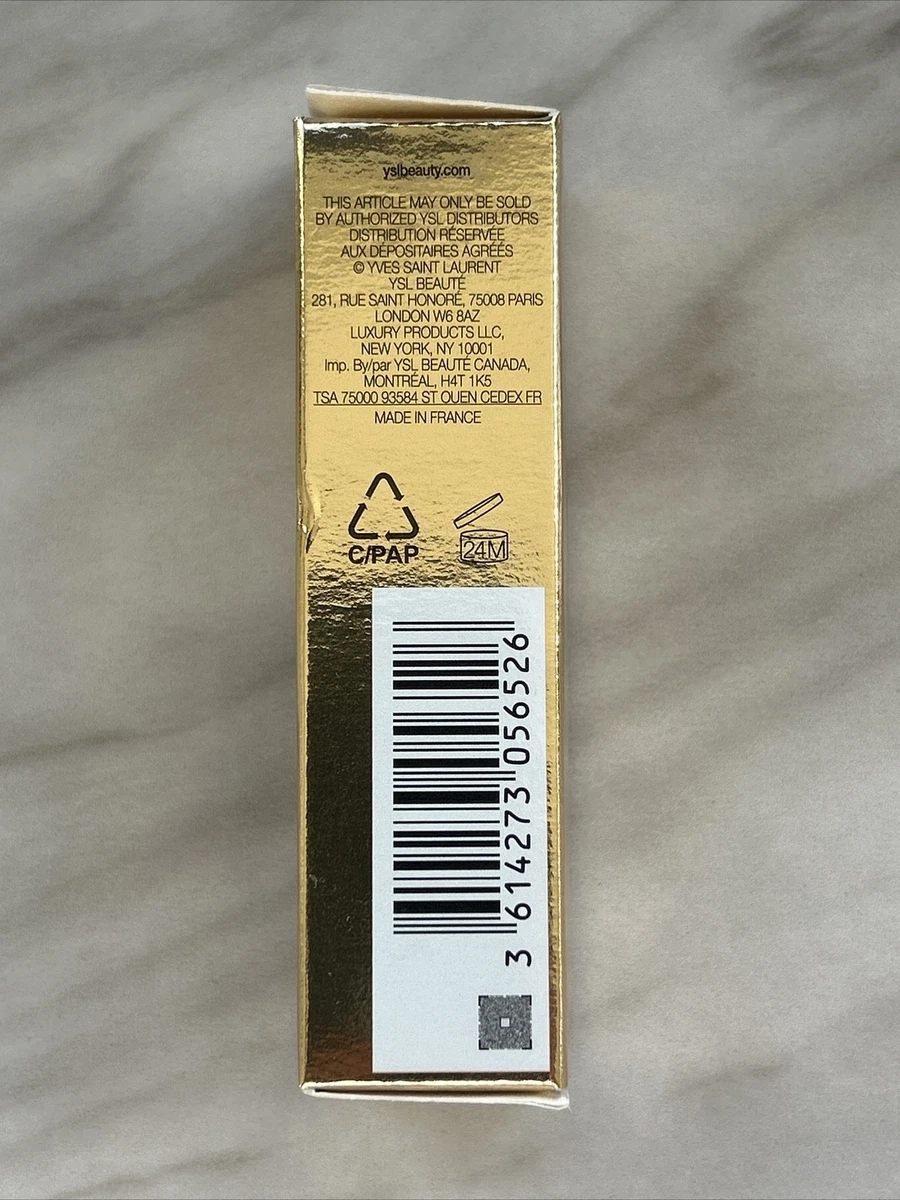 yslbeauty.com
THIS ARTICLE MAY ONLY BE SOLD
BY AUTHORIZED YSL DISTRIBUTORS
DISTRIBUTION RÉSERVÉE
AUX DÉPOSITAIRES AGRÉÉS
© YVES SAINT LAURENT
YSL BEAUTÉ
281, RUE SAINT HONORÉ, 75008 PARIS
LONDON W6 8AZ
LUXURY PRODUCTS LLC,
NEW YORK, NY 10001
Imp. By/par YSL BEAUTÉ CANADA,
MONTRÉAL, H4T 1K5
TSA 75000 93584 ST OUEN CEDEX FR
MADE IN FRANCE
C/PAP
24M
3 614273 056526